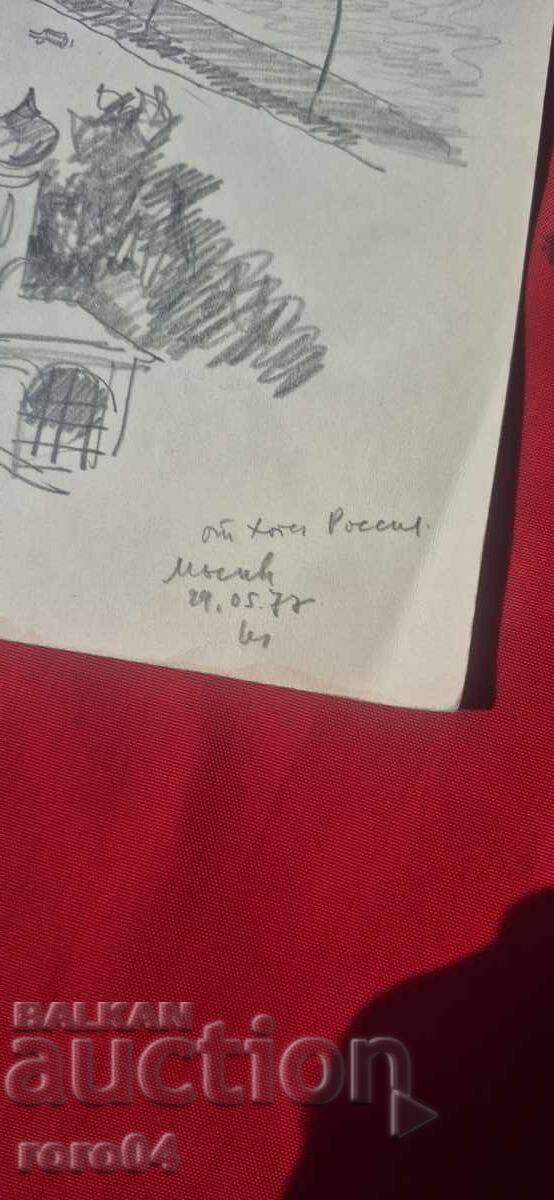 от хотел Россия.
Москва
29.05.77
BALKAN
auction
roro04